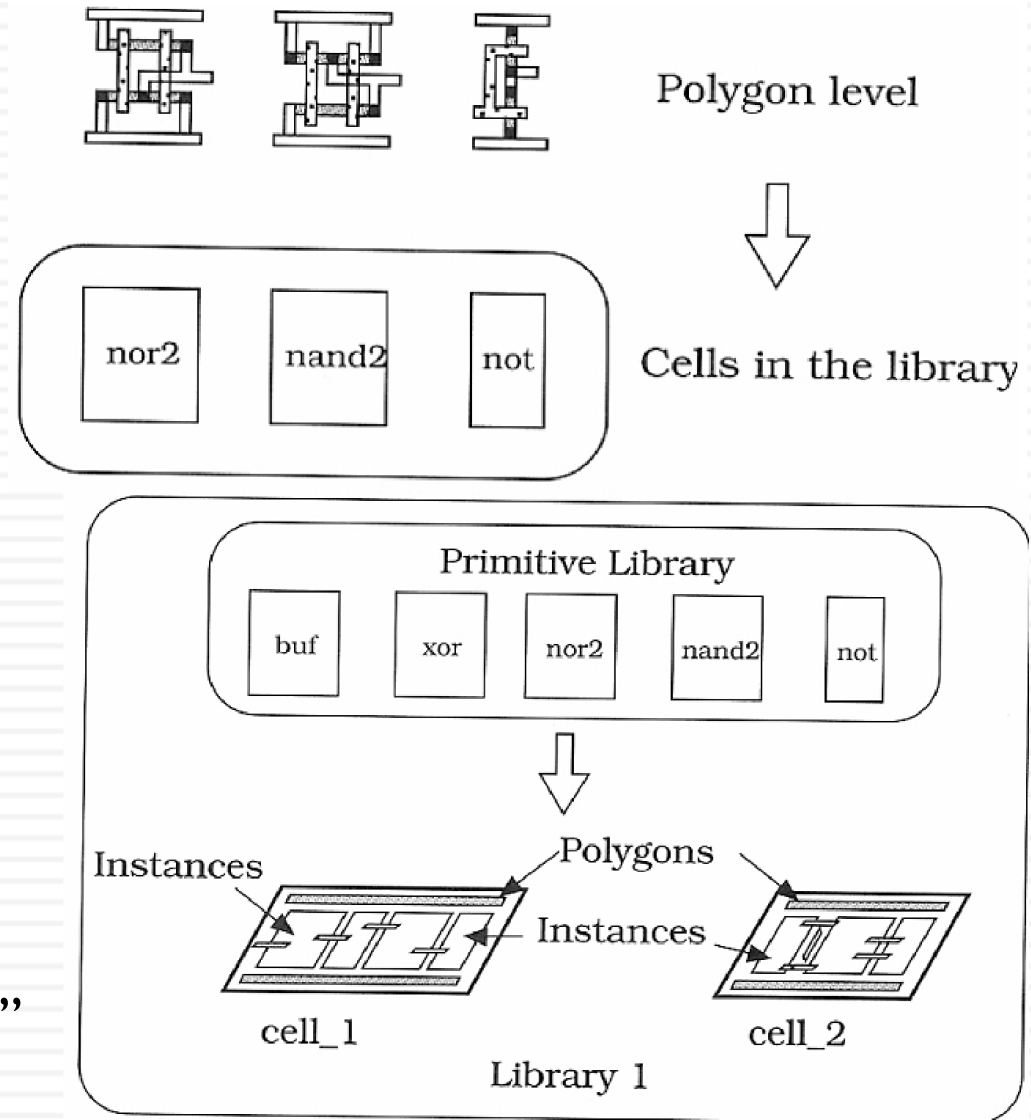 Polygon level
nor2
nand2
not
Cells in the library
Primitive Library
buf
xor
nor2
nand2
not
Polygons
Instances
Instances
”
cell_1
cell_2
Library 1